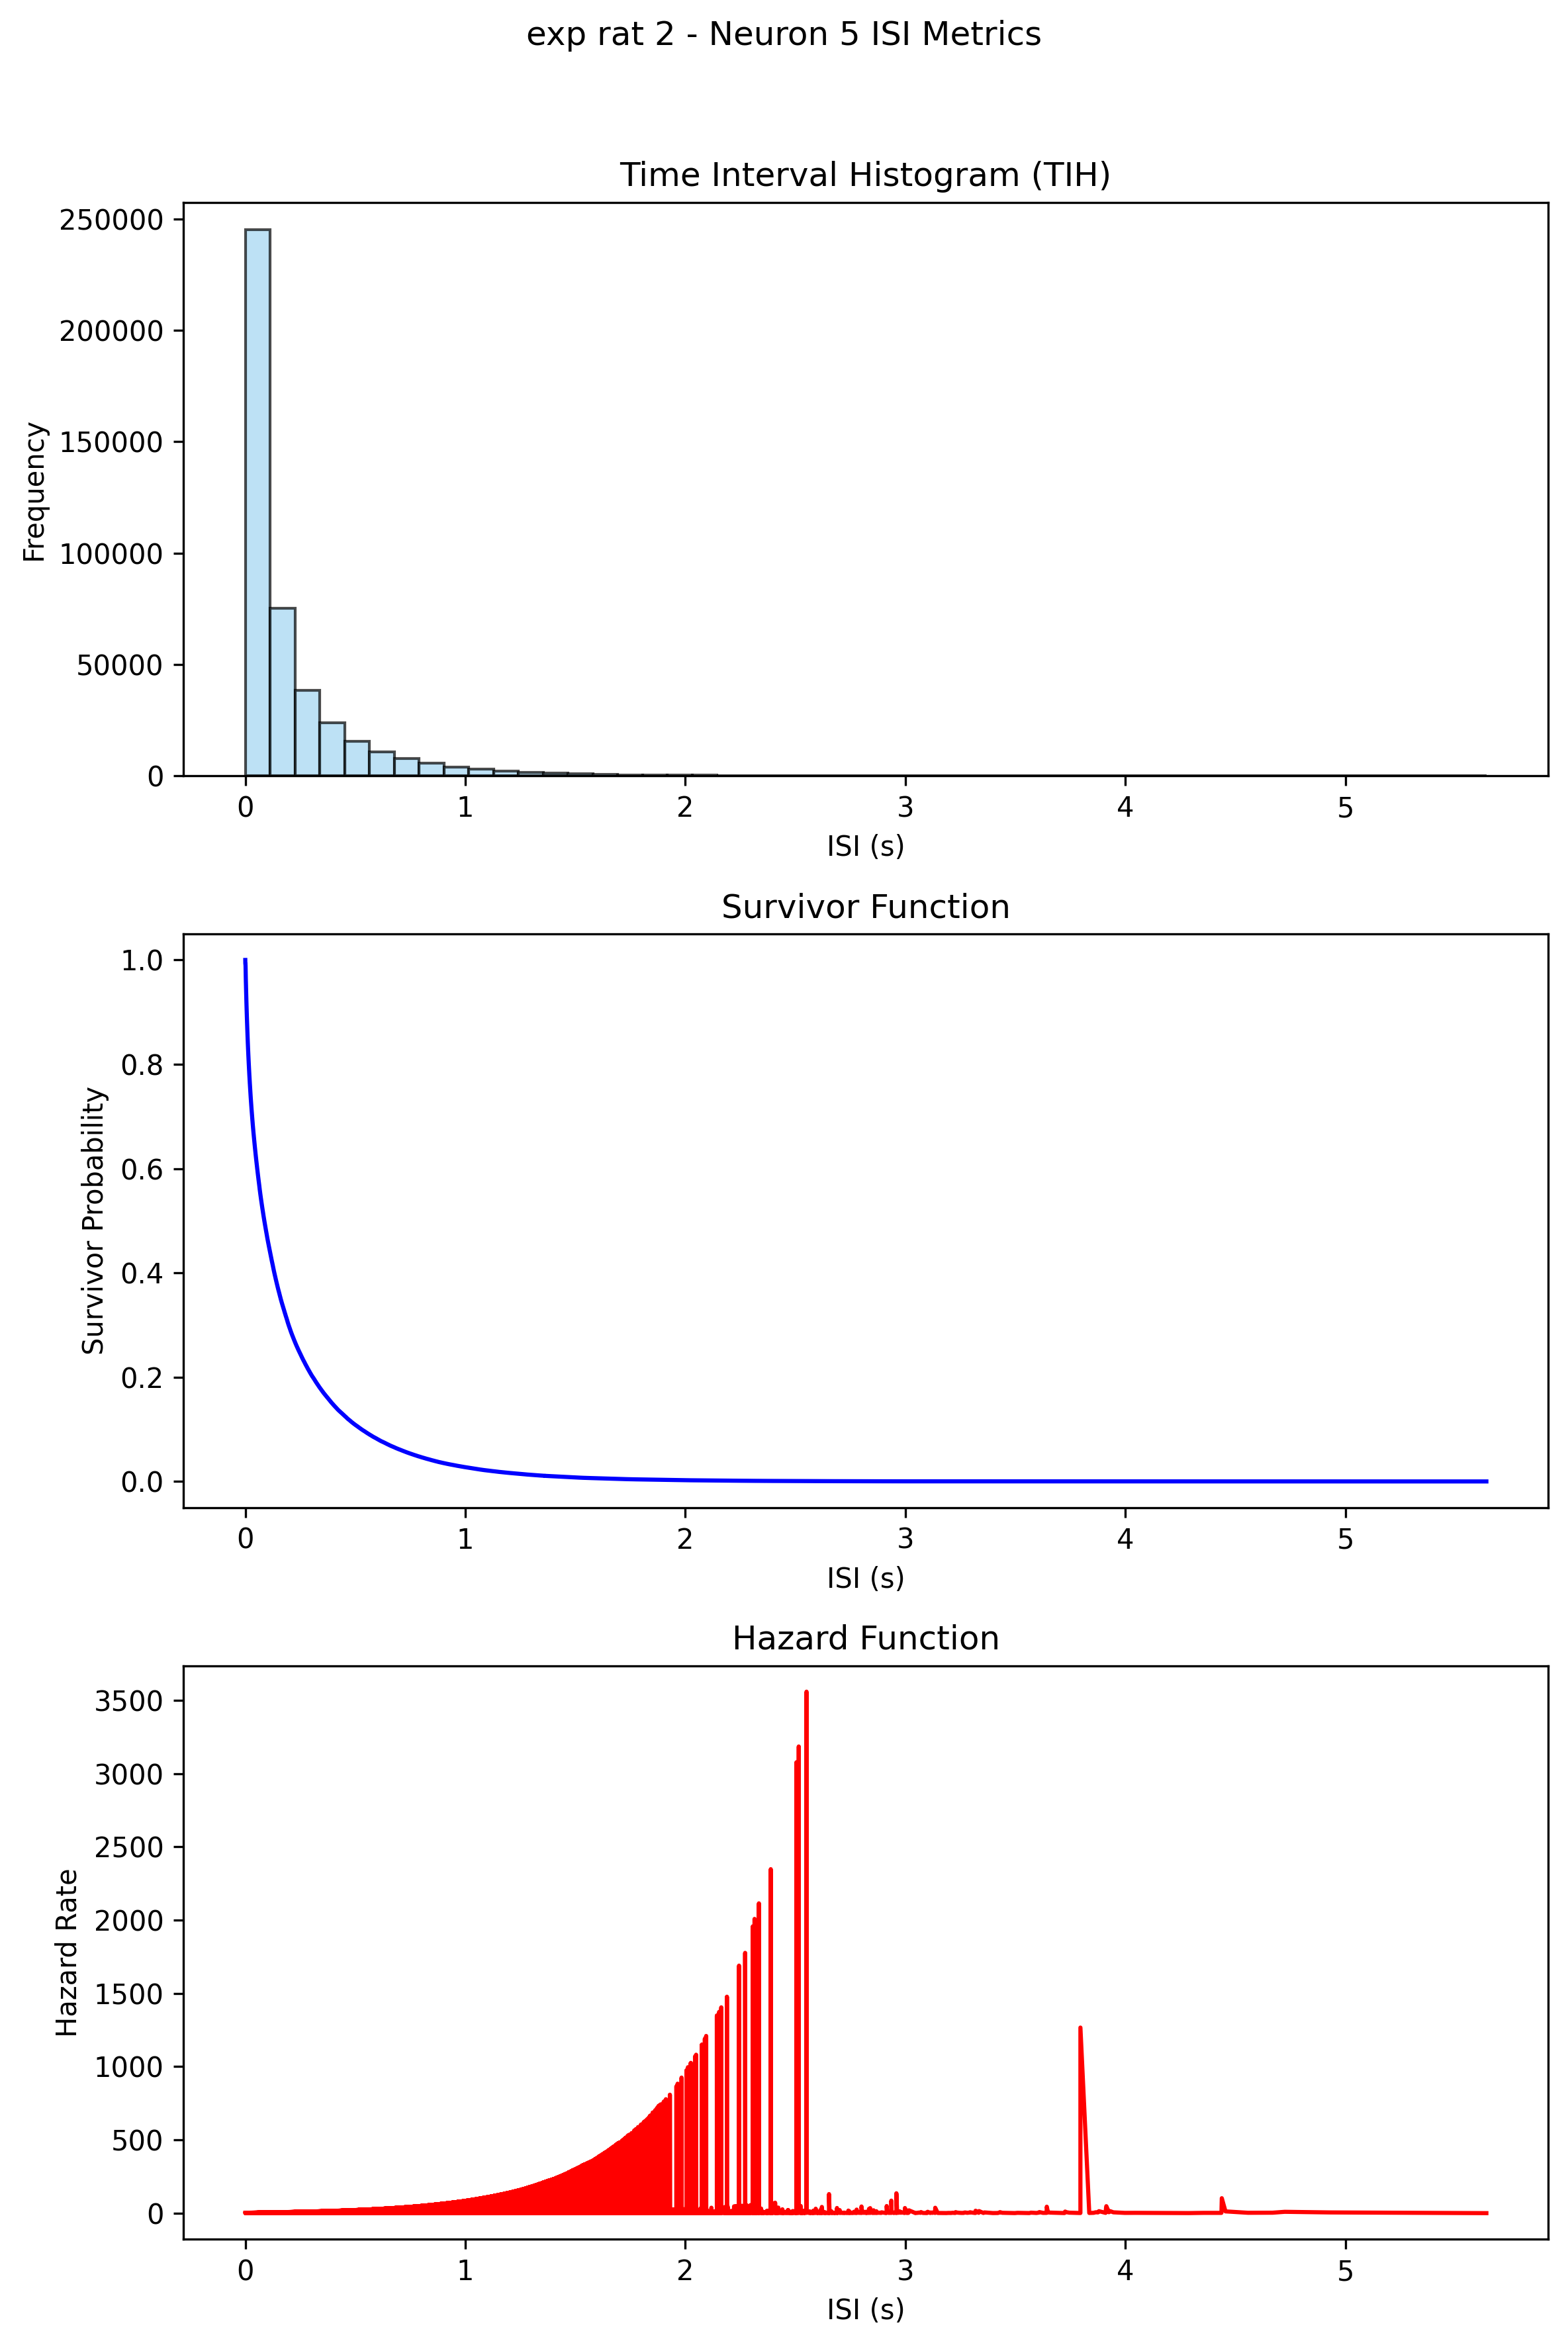 exp rat 2 - Neuron 5 ISI Metrics
Time Interval Histogram (TIH)
250000
200000
150000
100000
50000
0
Frequency
0 1 2 3 4 5
ISI (s)
Survivor Function
1.0
0.8
0.6
0.4
0.2
0.0
Survivor Probability
0 1 2 3 4 5
ISI (s)
Hazard Function
3500
3000
2500
2000
1500
1000
500
0
Hazard Rate
0 1 2 3 4 5
ISI (s)